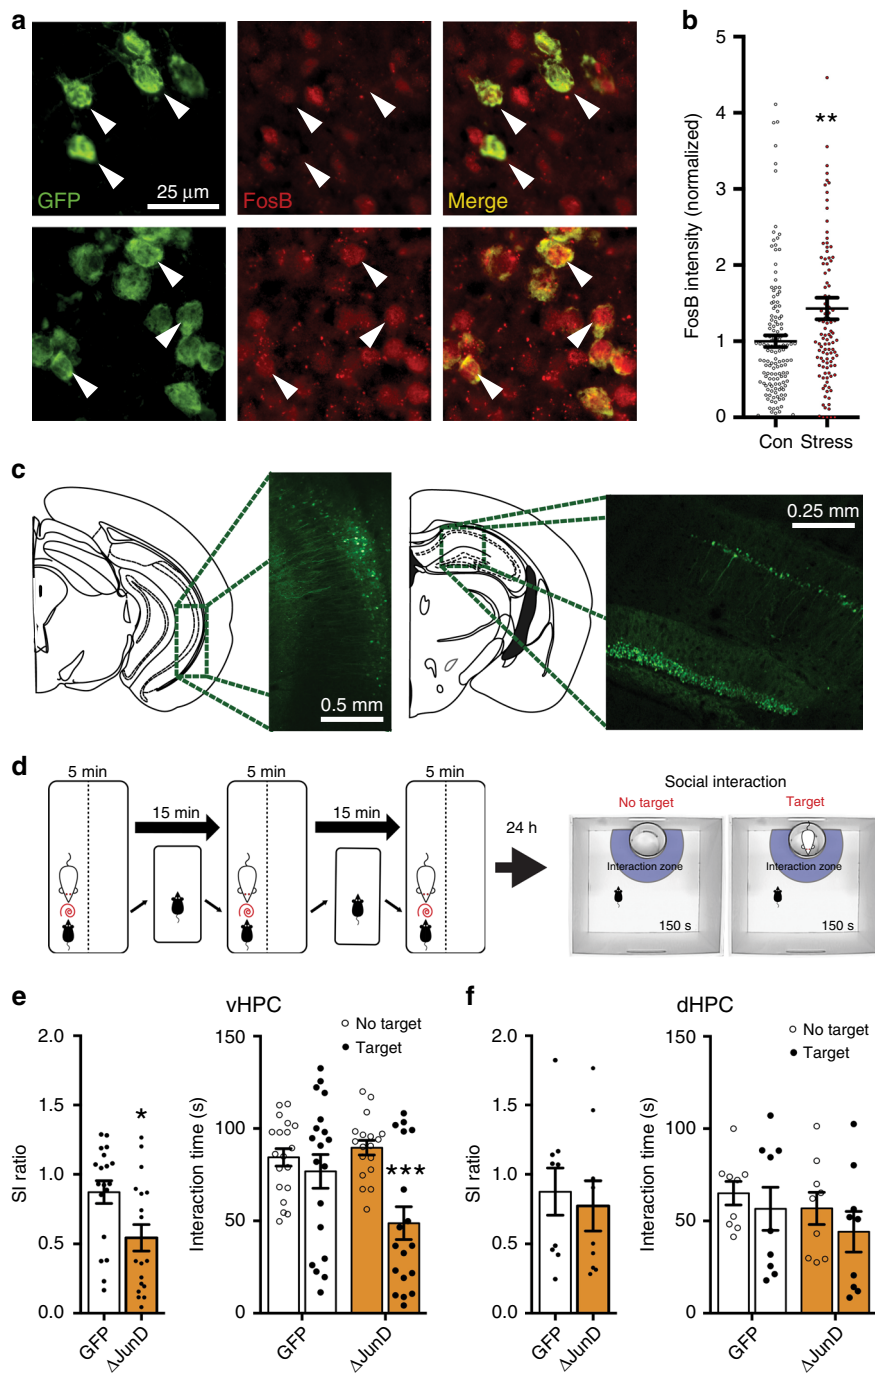 a
GFP
25 μm
FosB
Merge
b
FosB intensity (normalized)
5
4
3
2
1
0
**
Con
Stress
c
0.5 mm
0.25 mm
d
5 min
15 min
5 min
15 min
5 min
24 h
Social interaction
No target
Target
Interaction zone
150 s
Interaction zone
150 s
e
vHPC
SI ratio
2.0
1.5
1.0
0.5
0.0
*
GFP
ΔJunD
Interaction time (s)
150
100
50
0
No target
Target
***
GFP
ΔJunD
f
dHPC
SI ratio
2.0
1.5
1.0
0.5
0.0
GFP
ΔJunD
Interaction time (s)
150
100
50
0
No target
Target
GFP
ΔJunD